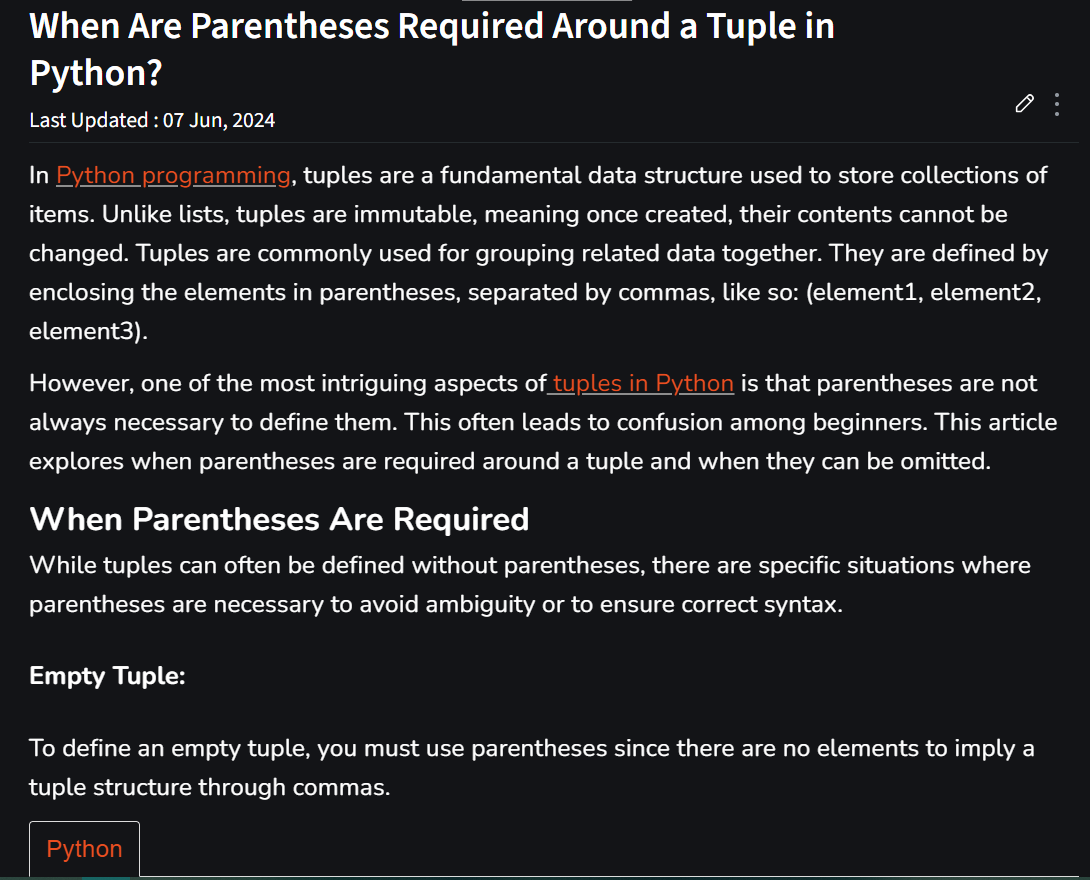 When Are Parentheses Required Around a Tuple in
Python?
Last Updated : 07 Jun, 2024
In Python programming, tuples are a fundamental data structure used to store collections of
items. Unlike lists, tuples are immutable, meaning once created, their contents cannot be
changed. Tuples are commonly used for grouping related data together. They are defined by
enclosing the elements in parentheses, separated by commas, like so: (element1, element2,
element3).
However, one of the most intriguing aspects of tuples in Python is that parentheses are not
always necessary to define them. This often leads to confusion among beginners. This article
explores when parentheses are required around a tuple and when they can be omitted.
When Parentheses Are Required
While tuples can often be defined without parentheses, there are specific situations where
parentheses are necessary to avoid ambiguity or to ensure correct syntax.
Empty Tuple:
To define an empty tuple, you must use parentheses since there are no elements to imply a
tuple structure through commas.
Python